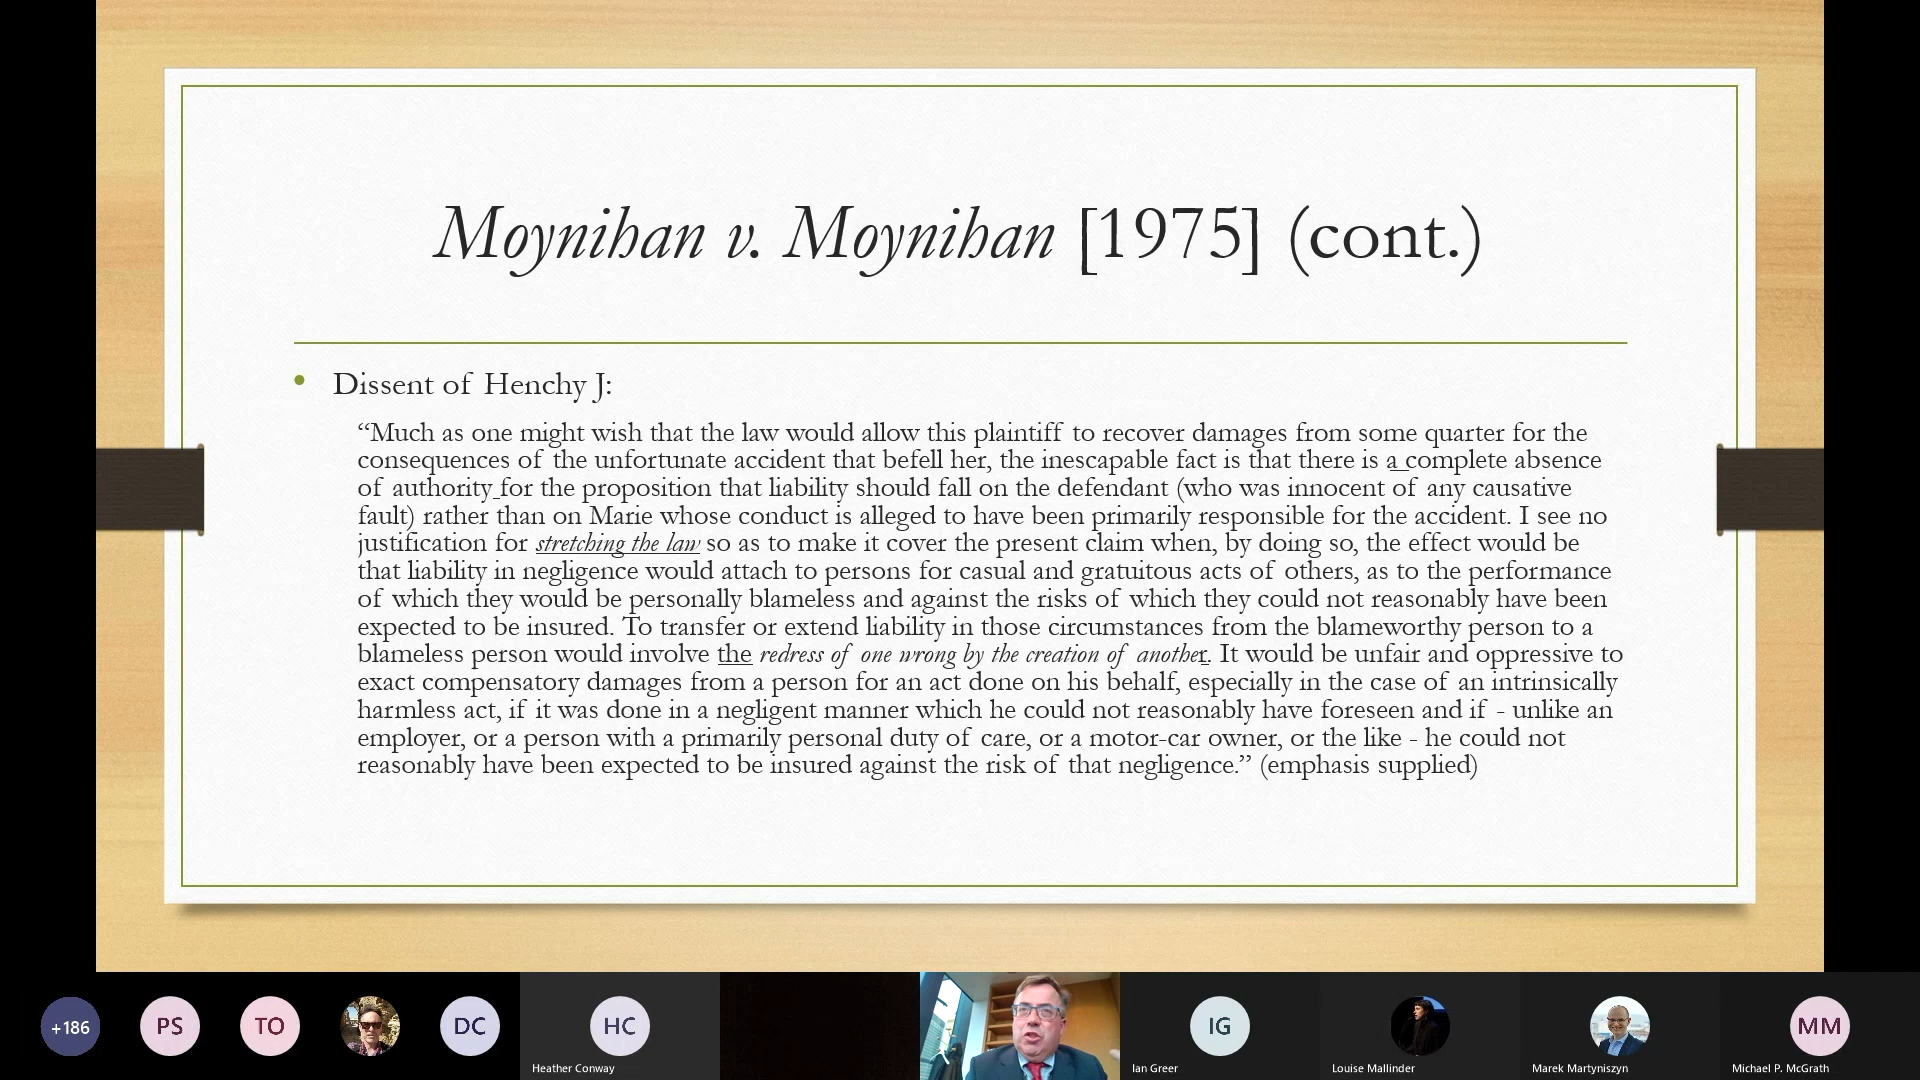 Moynihan v. Moynihan [1975] (cont.)
• Dissent of Henchy J:
“Much as one might wish that the law would allow this plaintiff to recover damages from some quarter for the
consequences of the unfortunate accident that befell her, the inescapable fact is that there is a complete absence
of authority for the proposition that liability should fall on the defendant (who was innocent of any causative
fault) rather than on Marie whose conduct is alleged to have been primarily responsible for the accident. I see no
justification for stretching the law so as to make it cover the present claim when, by doing so, the effect would be
that liability in negligence would attach to persons for casual and gratuitous acts of others, as to the performance
of which they would be personally blameless and against the risks of which they could not reasonably have been
expected to be insured. To transfer or extend liability in those circumstances from the blameworthy person to a
blameless person would involve the redress of one wrong by the creation of another. It would be unfair and oppressive to
exact compensatory damages from a person for an act done on his behalf, especially in the case of an intrinsically
harmless act, if it was done in a negligent manner which he could not reasonably have foreseen and if - unlike an
employer, or a person with a primarily personal duty of care, or a motor-car owner, or the like - he could not
reasonably have been expected to be insured against the risk of that negligence.” (emphasis supplied)
+186
PS
TO
DC
HC
IG
MM
Heather Conway
Ian Greer
Louise Mallinder
Marek Martyniszyn
Michael P. McGrath